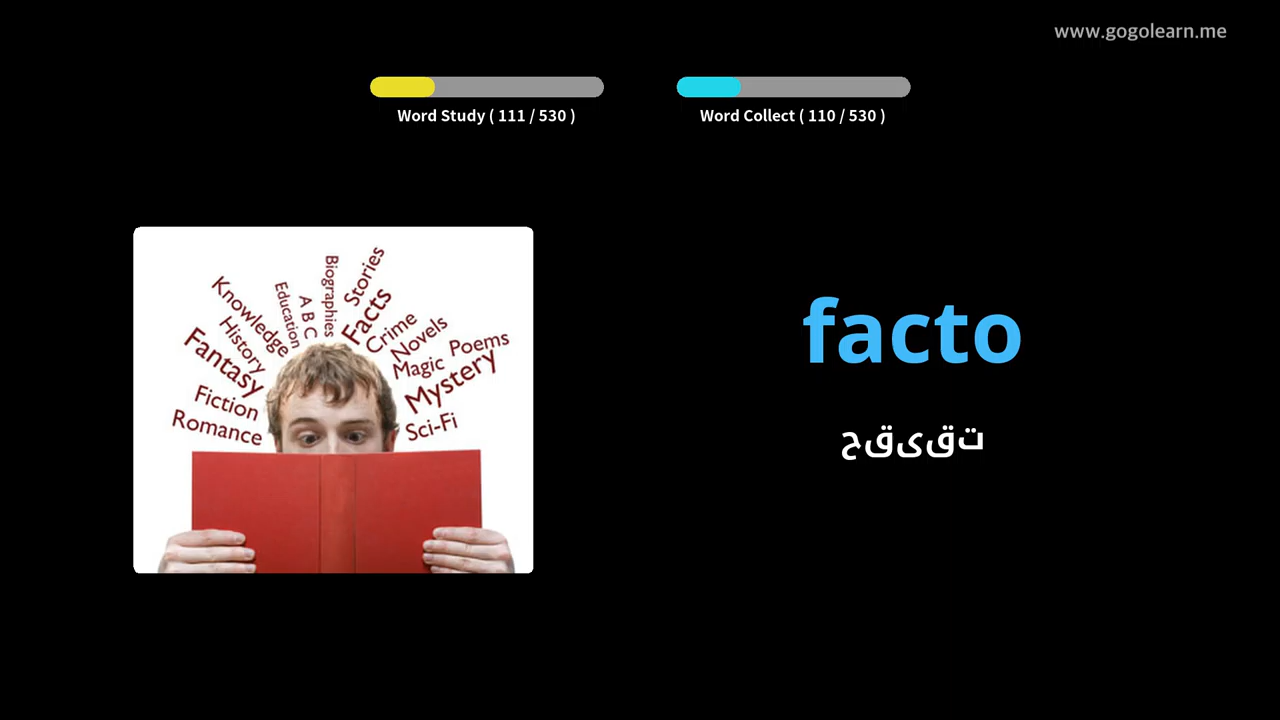 www.gogolearn.me
Word Study ( 111 / 530 )
Word Collect ( 110 / 530 )
Stories
Biographies
Facts
A B C
Education
Knowledge
History
Crime
Novels
Poems
Magic
Mystery
Fantasy
Fiction
Romance
Sci-Fi
facto
تقیقح